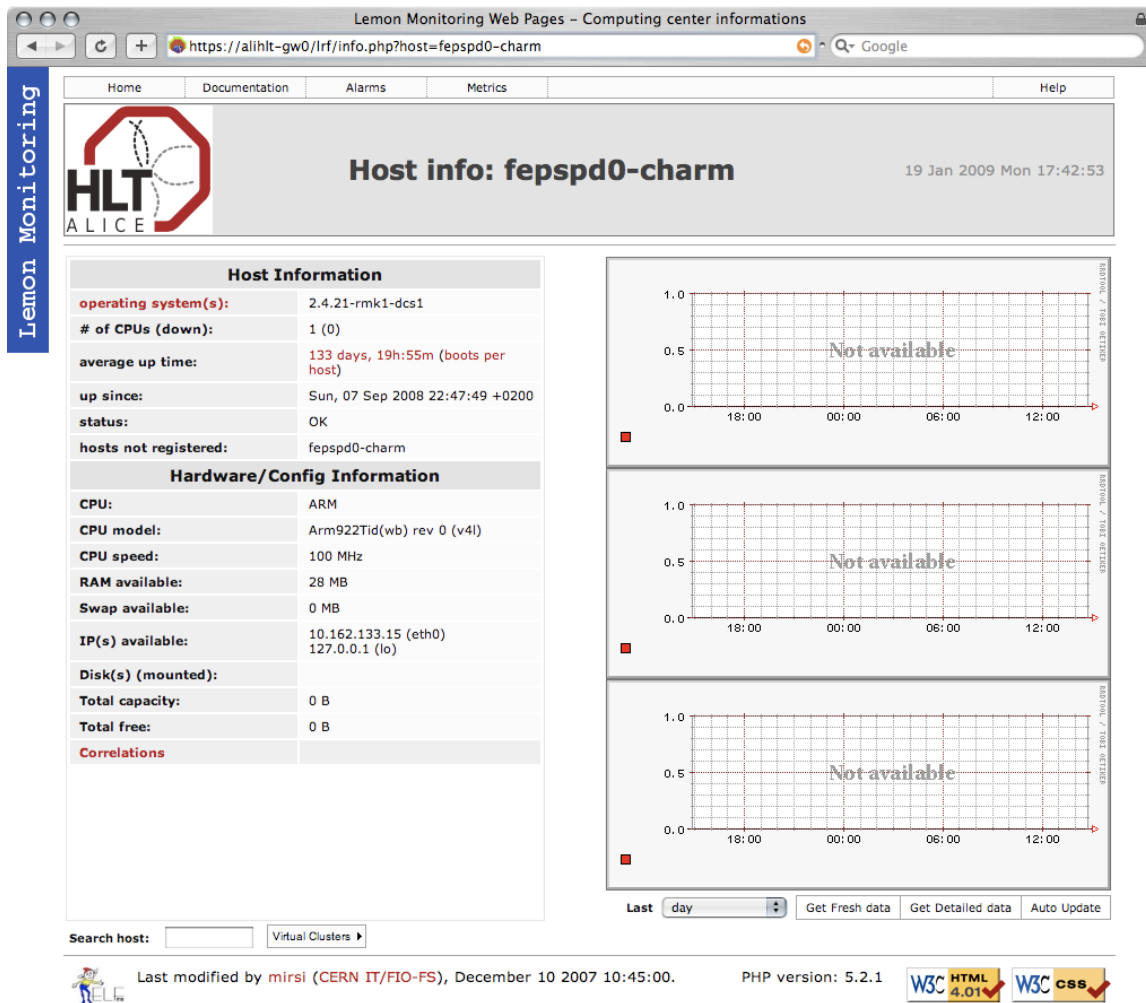 Lemon Monitoring Web Pages – Computing center informations
https://alihlt-gw0/lrf/info.php?host=fepspd0-charm
Google
Lemon Monitoring
Home Documentation Alarms Metrics Help
HLT
ALICE
Host info: fepspd0-charm
19 Jan 2009 Mon 17:42:53
Host Information
operating system(s): 2.4.21-rmk1-dcs1
# of CPUs (down): 1 (0)
average up time: 133 days, 19h:55m (boots per
host)
up since: Sun, 07 Sep 2008 22:47:49 +0200
status: OK
hosts not registered: fepspd0-charm
Hardware/Config Information
CPU: ARM
CPU model: Arm922Tid(wb) rev 0 (v4l)
CPU speed: 100 MHz
RAM available: 28 MB
Swap available: 0 MB
IP(s) available: 10.162.133.15 (eth0)
127.0.0.1 (lo)
Disk(s) (mounted):
Total capacity: 0 B
Total free: 0 B
Correlations
RRDTOOL / TOBI OETIKER
1.0
0.5
Not available
0.0
18:00 00:00 06:00 12:00
RRDTOOL / TOBI OETIKER
1.0
0.5
Not available
0.0
18:00 00:00 06:00 12:00
RRDTOOL / TOBI OETIKER
1.0
0.5
Not available
0.0
18:00 00:00 06:00 12:00
Last day Get Fresh data Get Detailed data Auto Update
Search host: Virtual Clusters
Last modified by mirsi (CERN IT/FIO-FS), December 10 2007 10:45:00. PHP version: 5.2.1
W3C HTML 4.01
W3C css